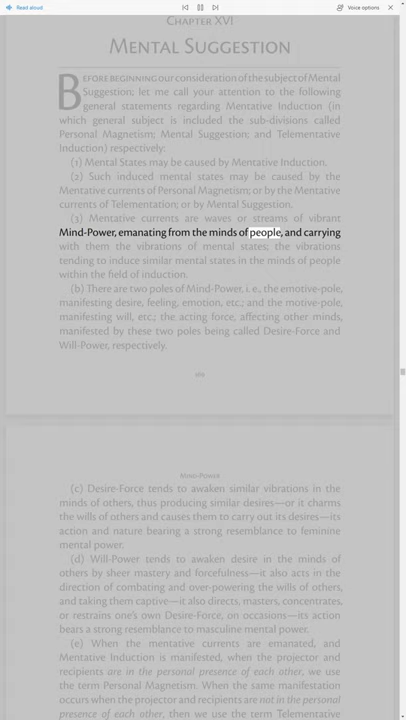 Read aloud
Voice options
CHAPTER XVI
MENTAL SUGGESTION
BEFORE BEGINNING our consideration of the subject of Mental
Suggestion; let me call your attention to the following
general statements regarding Mentative Induction (in
which general subject is included the sub-divisions called
Personal Magnetism; Mental Suggestion; and Telementative
Induction) respectively:
(1) Mental States may be caused by Mentative Induction.
(2) Such induced mental states may be caused by the
Mentative currents of Personal Magnetism; or by the Mentative
currents of Telementation; or by Mental Suggestion.
(3) Mentative currents are waves or streams of vibrant
Mind-Power, emanating from the minds of people, and carrying
with them the vibrations of mental states; the vibrations
tending to induce similar mental states in the minds of people
within the field of induction.
(b) There are two poles of Mind-Power, i. e., the emotive-pole,
manifesting desire, feeling, emotion, etc.; and the motive-pole,
manifesting will, etc.; the acting force, affecting other minds,
manifested by these two poles being called Desire-Force and
Will-Power, respectively.
MIND-POWER
(c) Desire-Force tends to awaken similar vibrations in the
minds of others, thus producing similar desires—or it charms
the wills of others and causes them to carry out its desires—its
action and nature bearing a strong resemblance to feminine
mental power.
(d) Will-Power tends to awaken desire in the minds of
others by sheer mastery and forcefulness—it also acts in the
direction of combating and over-powering the wills of others,
and taking them captive—it also directs, masters, concentrates,
or restrains one's own Desire-Force, on occasions—its action
bears a strong resemblance to masculine mental power.
(e) When the mentative currents are emanated, and
Mentative Induction is manifested, when the projector and
recipients are in the personal presence of each other, we use
the term Personal Magnetism. When the same manifestation
occurs when the projector and recipients are not in the personal
presence of each other, then we use the term Telementative